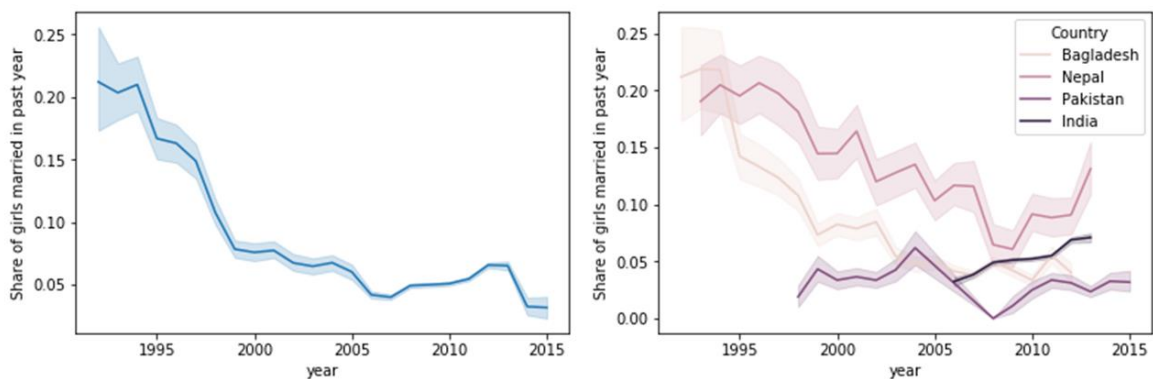 Share of girls married in past year
0.25
0.20
0.15
0.10
0.05
1995 2000 2005 2010 2015
year
Share of girls married in past year
0.25
0.20
0.15
0.10
0.05
0.00
1995 2000 2005 2010 2015
year
Country
Bagladesh
Nepal
Pakistan
India